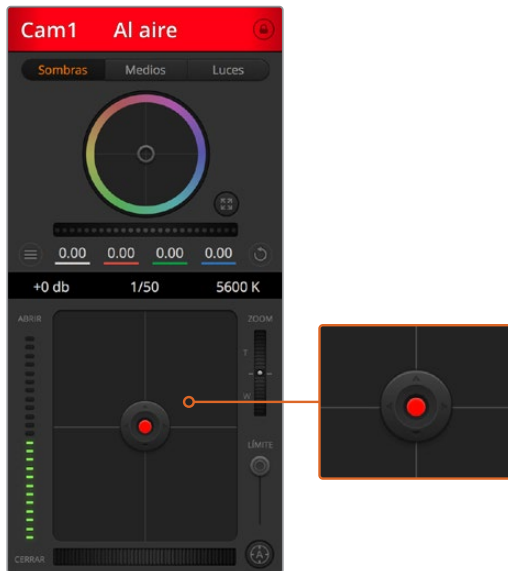 Cam1 Al aire
Sombras Medios Luces
0.00 0.00 0.00 0.00
+0 db 1/50 5600 K
ABRIR ZOOM
T
W
LÍMITE
A
CERRAR